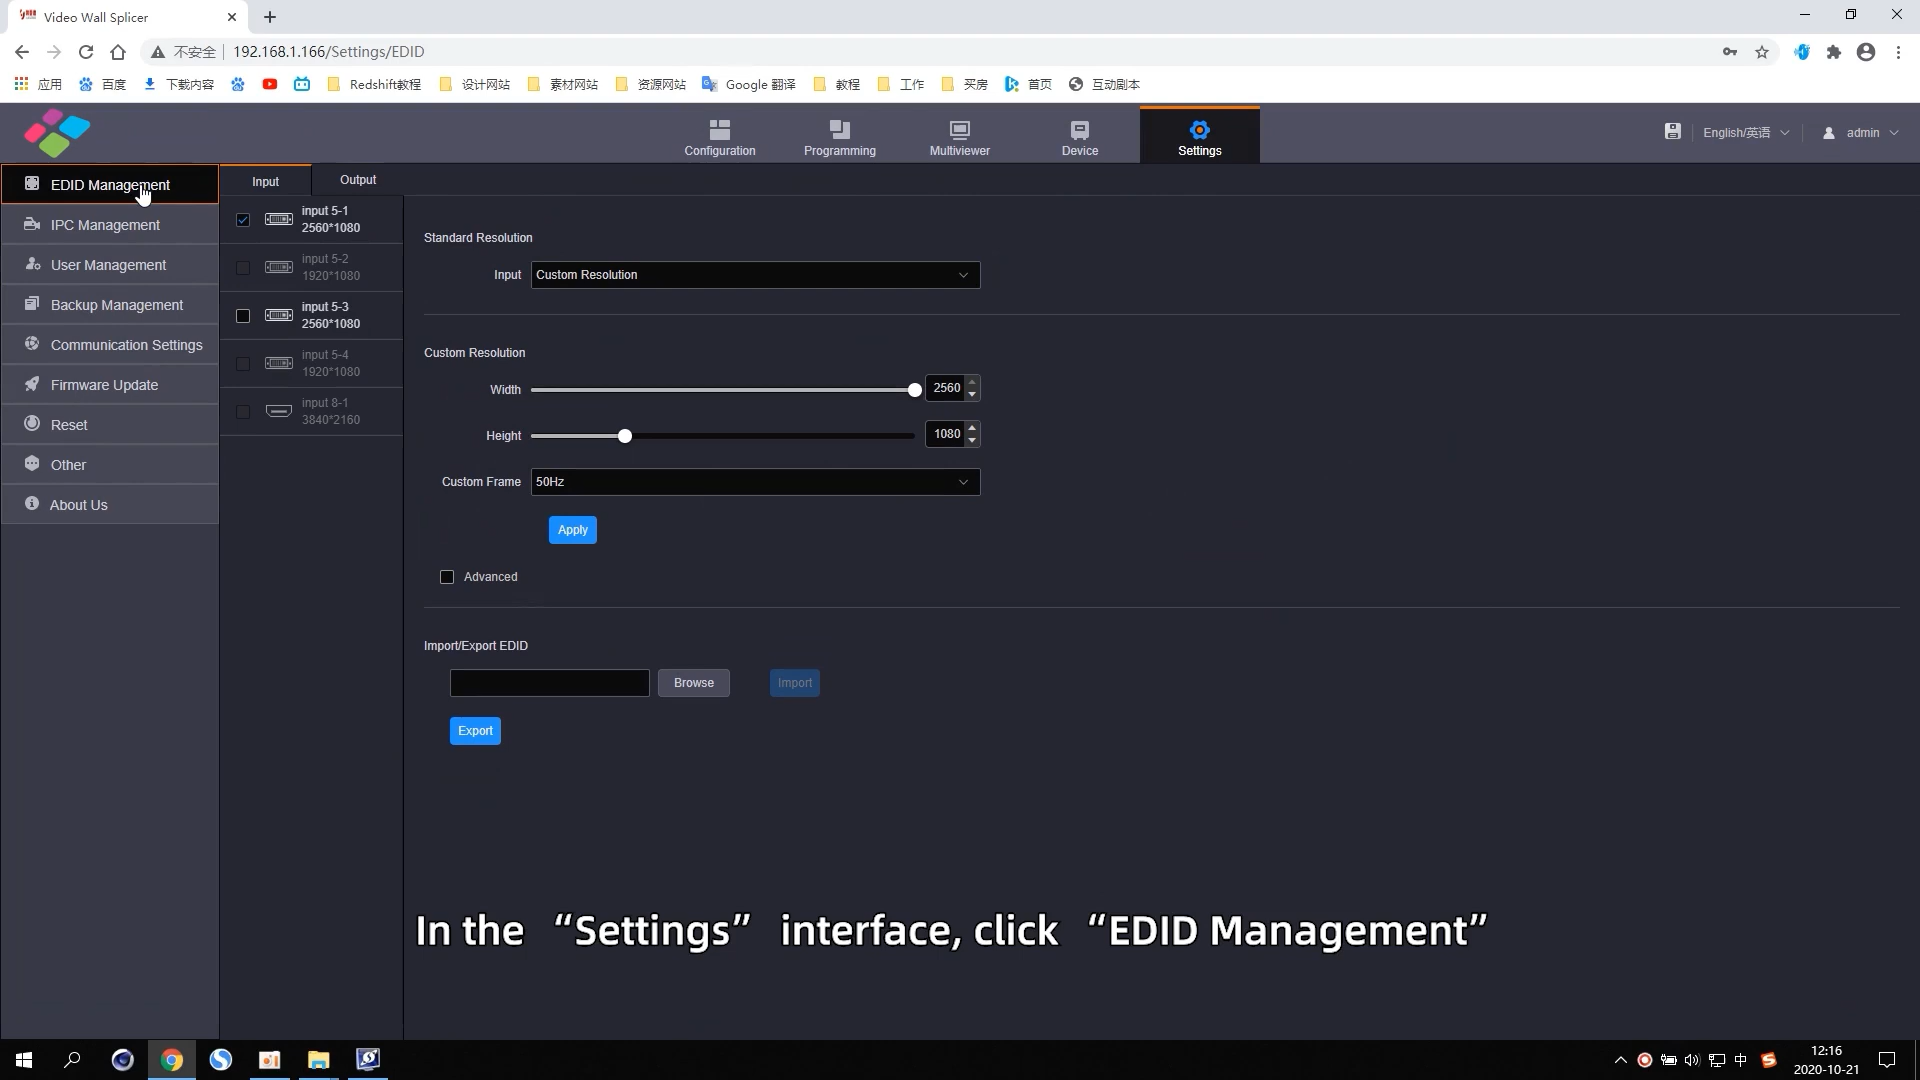 Video Wall Splicer
不安全 192.168.1.166/Settings/EDID
应用 百度 下载内容 Redshift教程 设计网站 素材网站 资源网站 Google 翻译 教程 工作 买房 首页 互动剧本
Configuration Programming Multiviewer Device Settings
English/英语 admin
EDID Management
IPC Management
User Management
Backup Management
Communication Settings
Firmware Update
Reset
Other
About Us
Input Output
input 5-1
2560*1080
input 5-2
1920*1080
input 5-3
2560*1080
input 5-4
1920*1080
input 8-1
3840*2160
Standard Resolution
Input Custom Resolution
Custom Resolution
Width 2560
Height 1080
Custom Frame 50Hz
Apply
Advanced
Import/Export EDID
Browse Import
Export
In the “Settings” interface, click “EDID Management”
中
12:16
2020-10-21